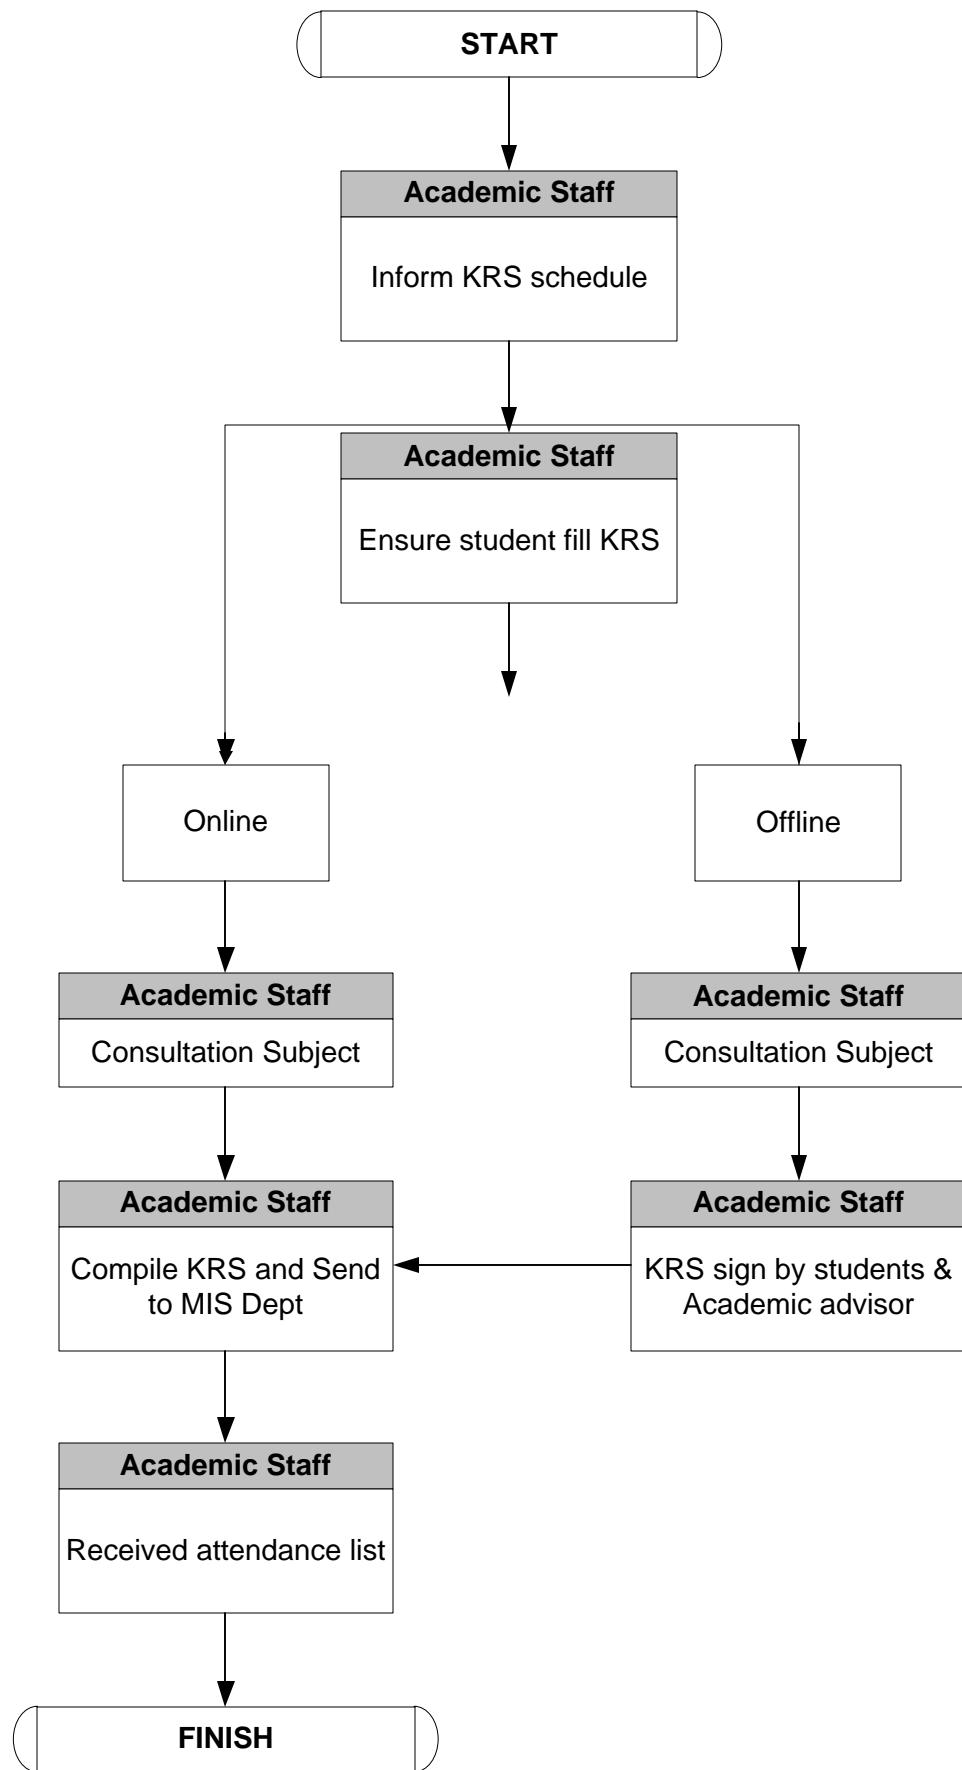 START
Academic Staff
Inform KRS schedule
Academic Staff
Ensure student fill KRS
Online
Offline
Academic Staff
Consultation Subject
Academic Staff
Consultation Subject
Academic Staff
Compile KRS and Send
to MIS Dept
Academic Staff
KRS sign by students &
Academic advisor
Academic Staff
Received attendance list
FINISH